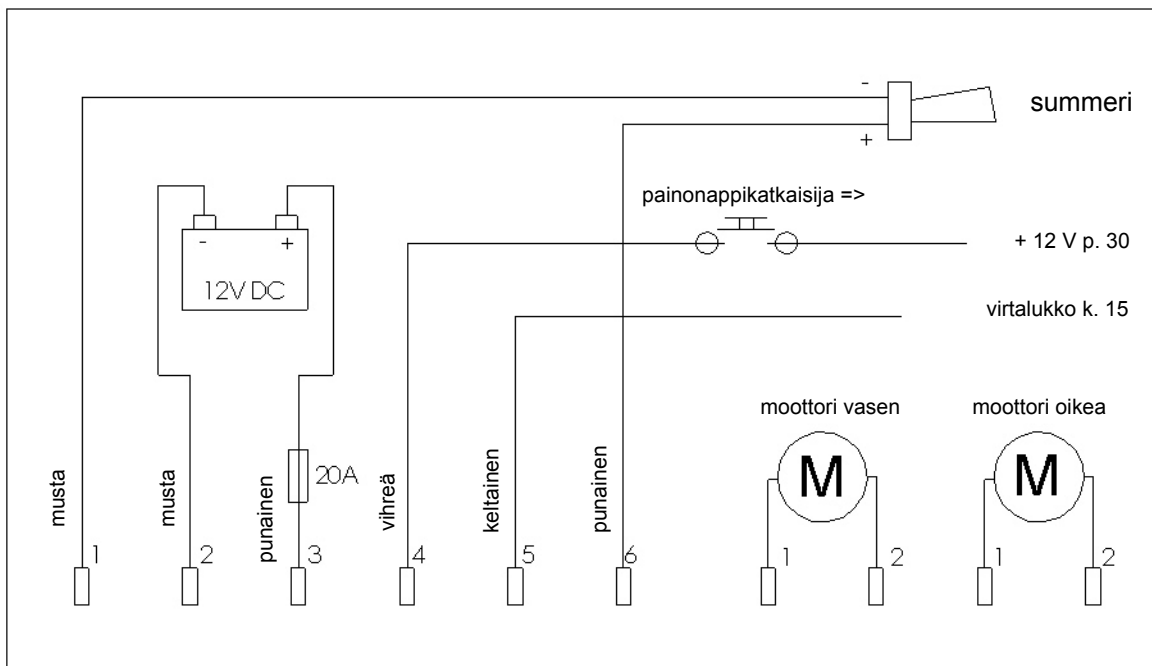 -
summeri
+
painonappikatkaisija =>
+ 12 V p. 30
- +
12V DC
virtalukko k. 15
moottori vasen
moottori oikea
M
M
20A
musta
musta
punainen
vihreä
keltainen
punainen
1
2
3
4
5
6
1
2
1
2